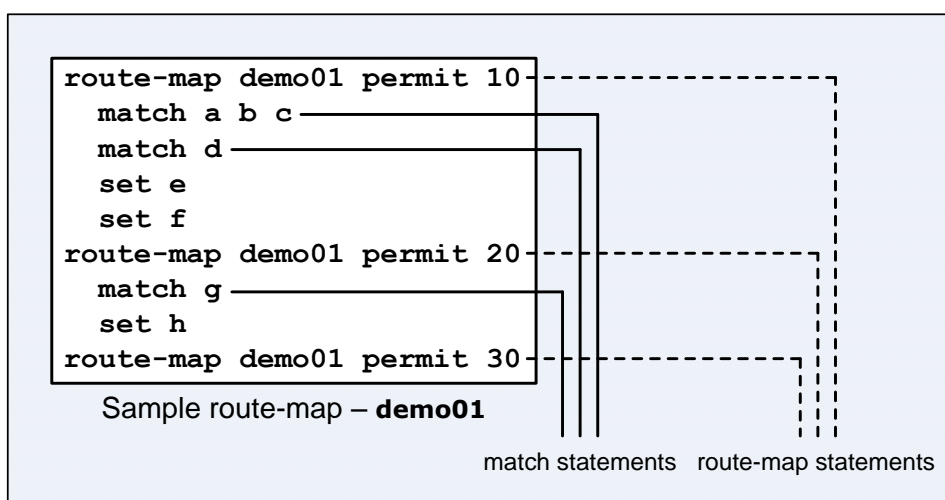 route-map demo01 permit 10
match a b c
match d
set e
set f
route-map demo01 permit 20
match g
set h
route-map demo01 permit 30
Sample route-map – demo01
match statements route-map statements